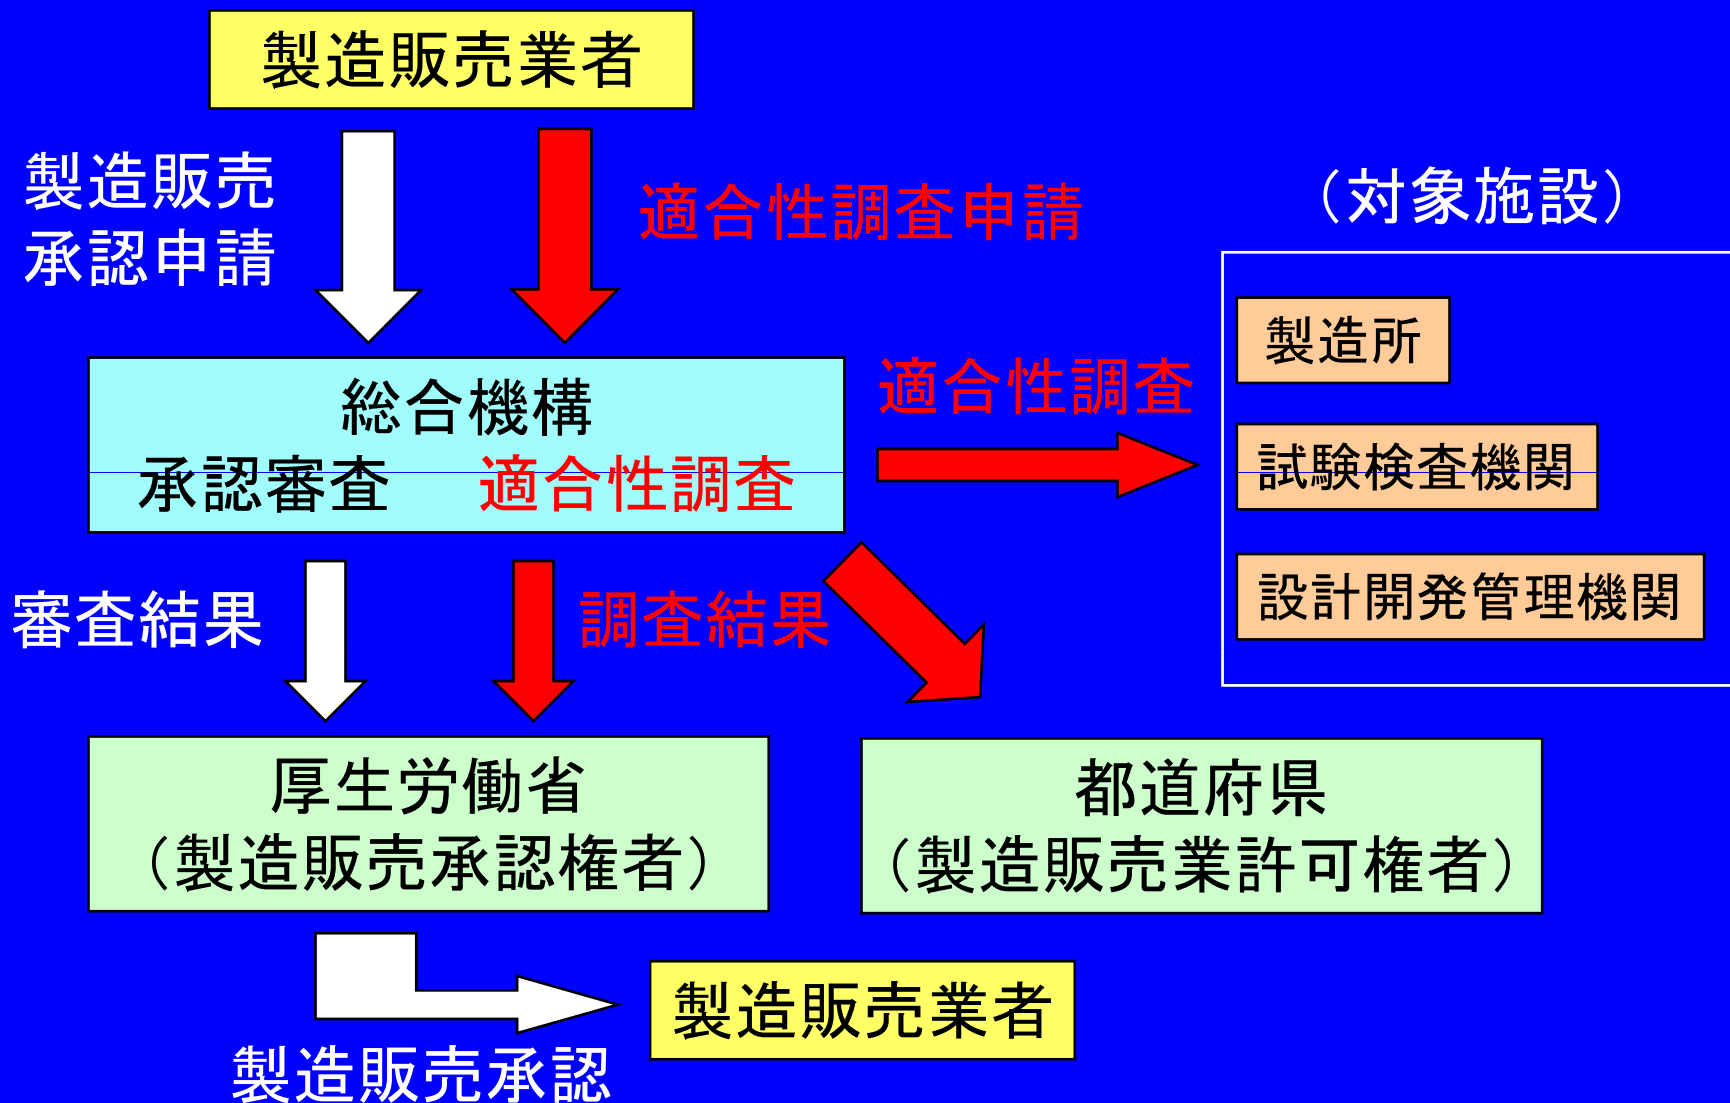 製造販売業者
製造販売
承認申請
適合性調査申請
（対象施設）
製造所
適合性調査
総合機構
承認審査　適合性調査
試験検査機関
設計開発管理機関
審査結果
調査結果
厚生労働省
（製造販売承認権者）
都道府県
（製造販売業許可権者）
製造販売業者
製造販売承認